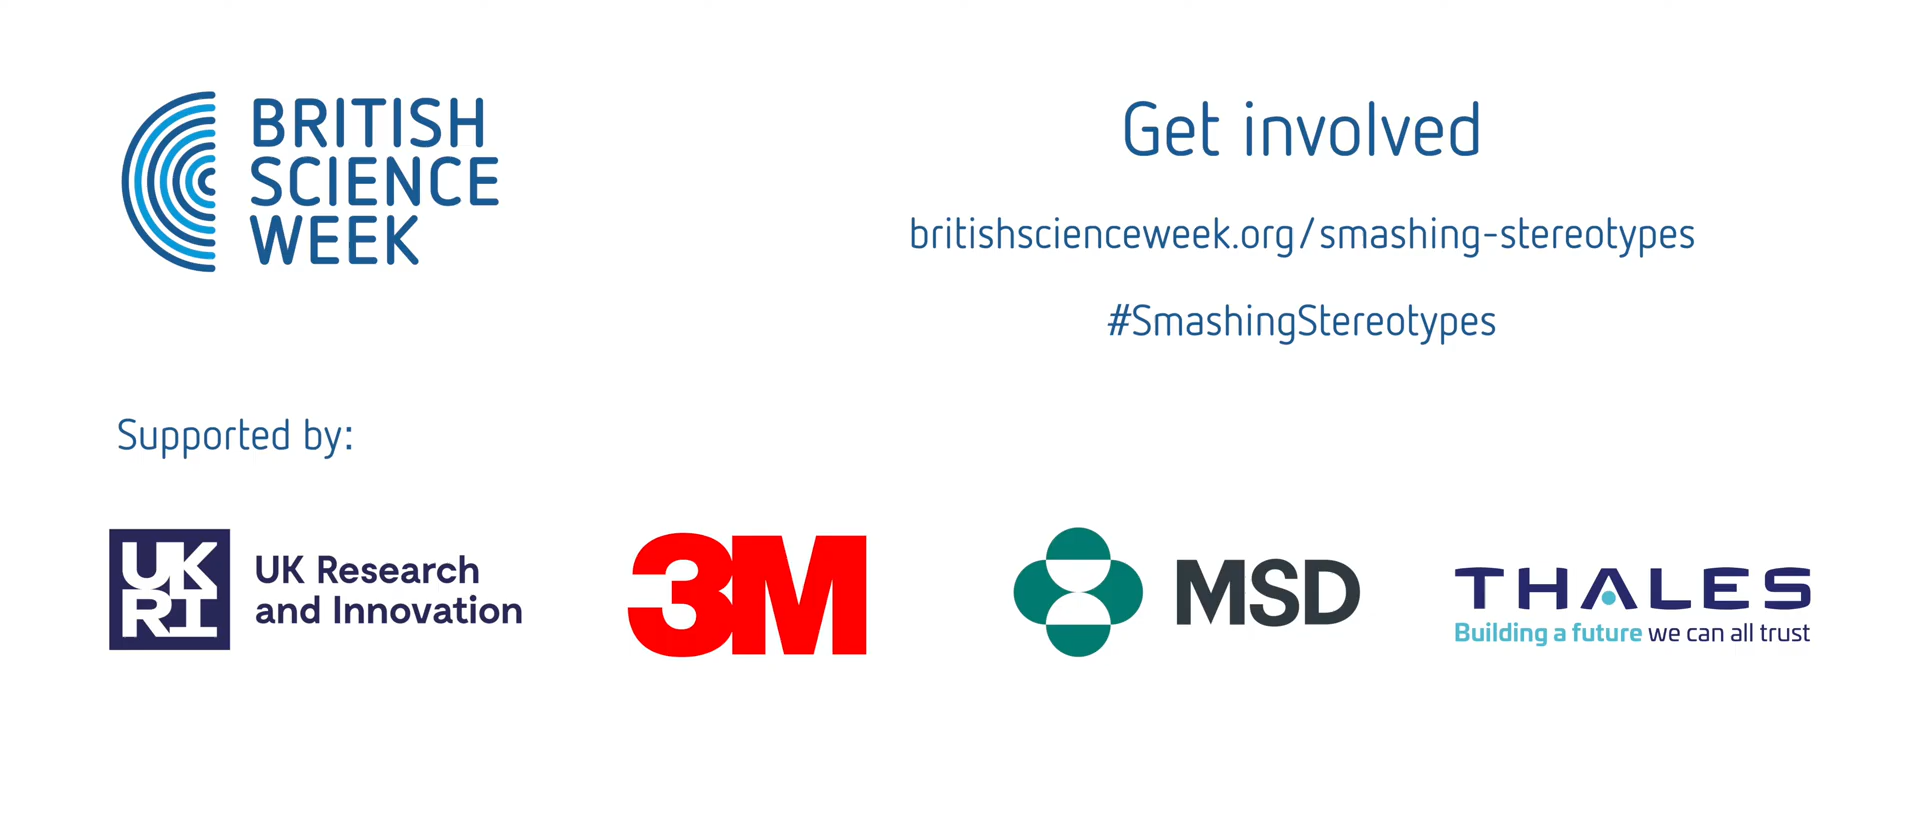 BRITISH
SCIENCE
WEEK
Get involved
britishscienceweek.org/smashing-stereotypes
#SmashingStereotypes
Supported by:
UK
RI
UK Research
and Innovation
3M
MSD
THALES
Building a future we can all trust